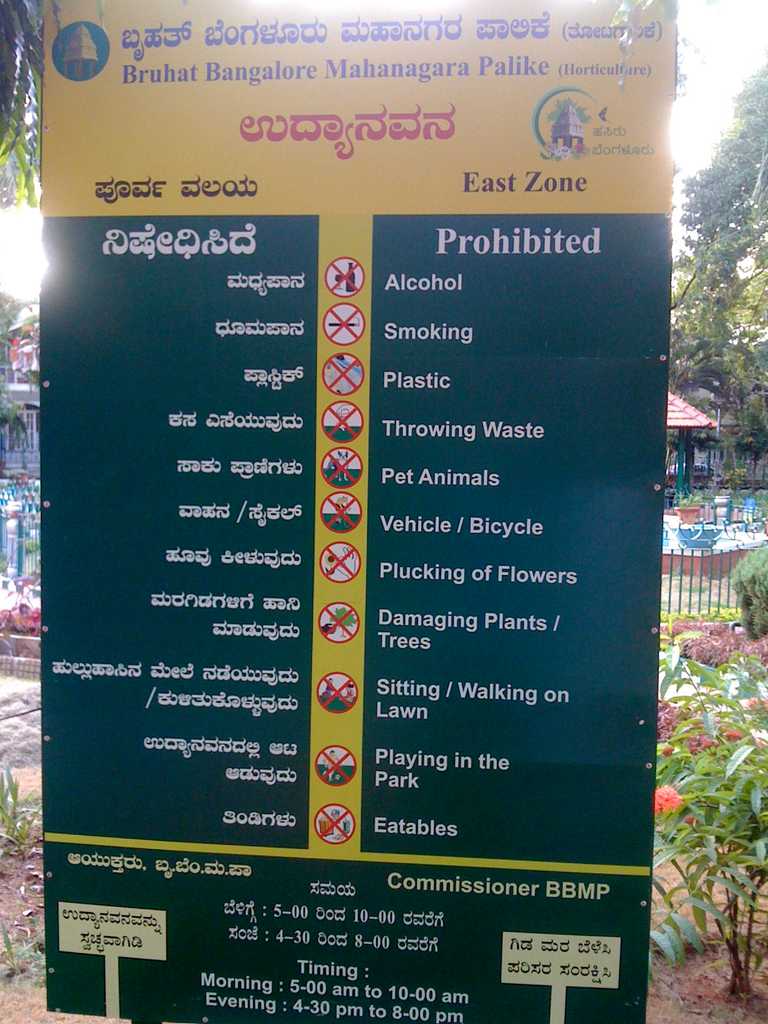 ಬೃಹತ್ ಬೆಂಗಳೂರು ಮಹಾನಗರ ಪಾಲಿಕೆ
Bruhat Bangalore Mahanagara Palike (Horticulture)
ಉದ್ಯಾನವನ
ಹಸಿರು
ಬೆಂಗಳೂರು
ಪೂರ್ವ ವಲಯ East Zone
ನಿಷೇಧಿಸಿದೆ Prohibited
ಮಧ್ಯಪಾನ Alcohol
ಧೂಮಪಾನ Smoking
ಪ್ಲಾಸ್ಟಿಕ್ Plastic
ಕಸ ಎಸೆಯುವುದು Throwing Waste
ಸಾಕು ಪ್ರಾಣಿಗಳು Pet Animals
ವಾಹನ / ಸೈಕಲ್ Vehicle / Bicycle
ಹೂವು ಕೀಳುವುದು Plucking of Flowers
ಮರಗಿಡಗಳಿಗೆ ಹಾನಿ Damaging Plants /
ಮಾಡುವುದು Trees
ಹುಲ್ಲುಹಾಸಿನ ಮೇಲೆ ನಡೆಯುವುದು Sitting / Walking on
/ಕುಳಿತುಕೊಳ್ಳುವುದು Lawn
ಉದ್ಯಾನವನದಲ್ಲಿ ಆಟ Playing in the
ಆಡುವುದು Park
ತಿಂಡಿಗಳು Eatables
ಆಯುಕ್ತರು, ಬೃ.ಬೆಂ.ಮ.ಪಾ Commissioner BBMP
ಸಮಯ
ಬೆಳಿಗ್ಗೆ : 5-00 ರಿಂದ 10-00 ರವರೆಗೆ
ಸಂಜೆ : 4-30 ರಿಂದ 8-00 ರವರೆಗೆ
Timing :
Morning : 5-00 am to 10-00 am
Evening : 4-30 pm to 8-00 pm
ಉದ್ಯಾನವನವನ್ನು
ಸ್ವಚ್ಛವಾಗಿಡಿ
ಗಿಡ ಮರ ಬೆಳೆಸಿ
ಪರಿಸರ ಸಂರಕ್ಷಿಸಿ